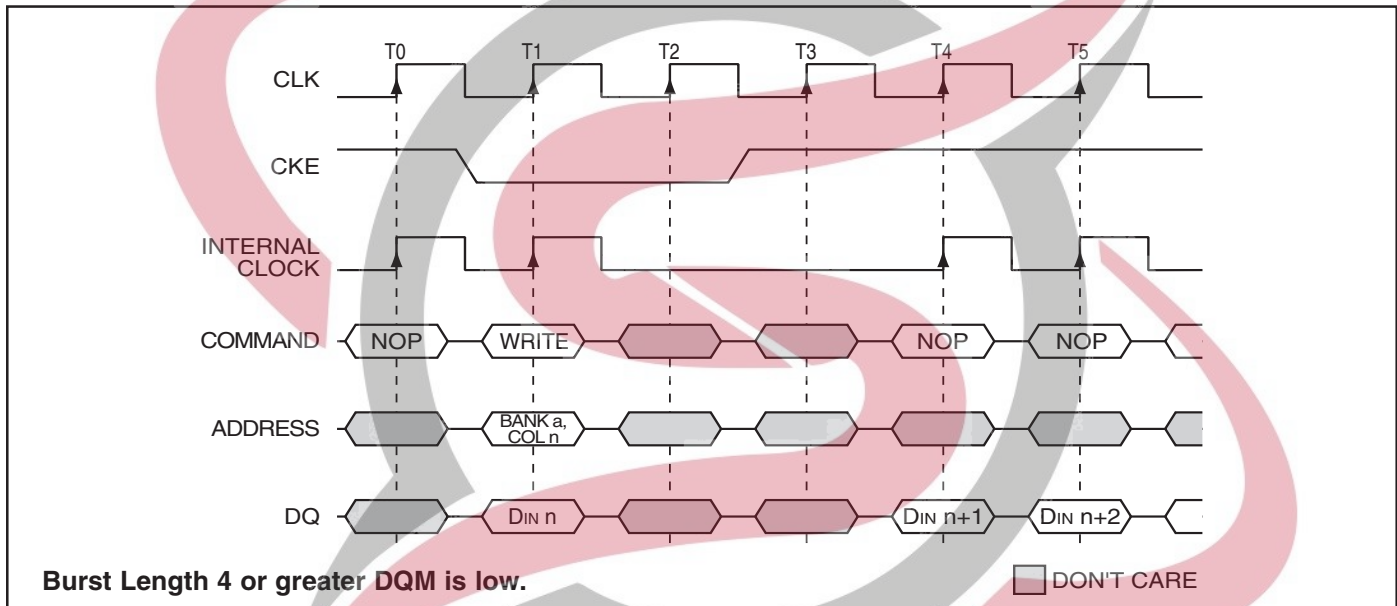 T0 T1 T2 T3 T4 T5
CLK
CKE
INTERNAL
CLOCK
COMMAND NOP WRITE NOP NOP
ADDRESS BANK a,
COL n
DQ DIN n DIN n+1 DIN n+2
Burst Length 4 or greater DQM is low. DON'T CARE